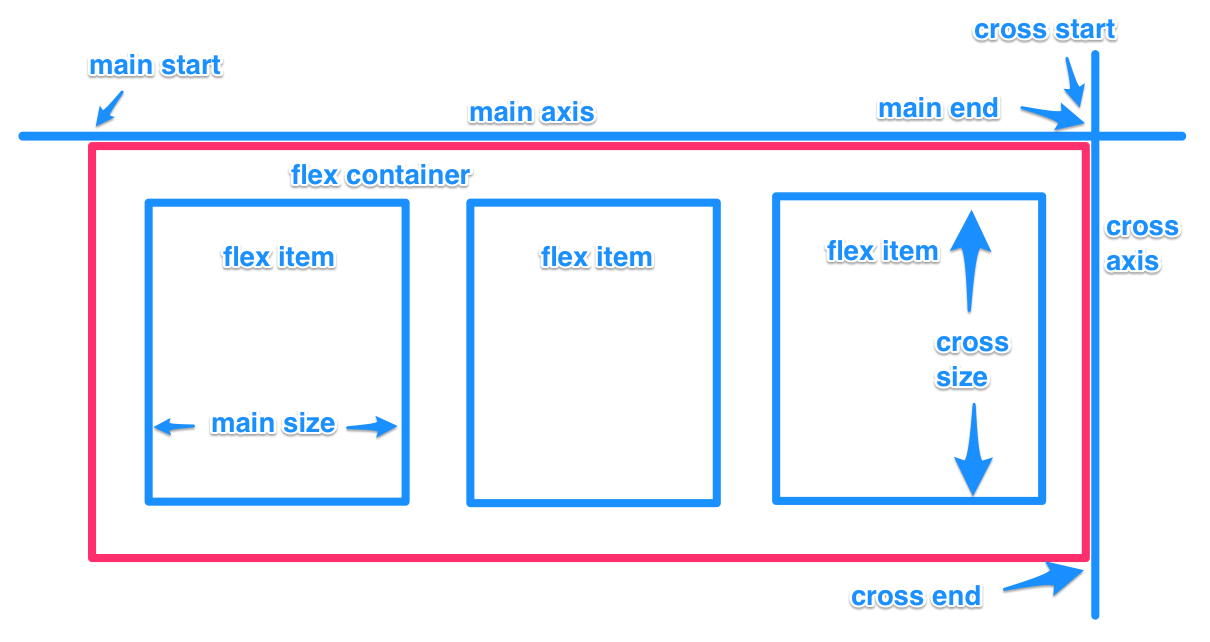 cross start
main start
main axis
main end
flex container
cross
axis
flex item
flex item
flex item
cross
size
main size
cross end